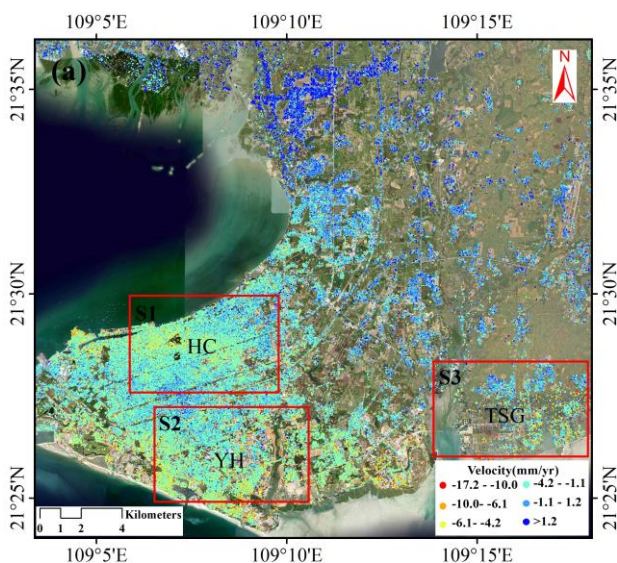 109°5'E 109°10'E 109°15'E
(a)
N
21°35'N
21°35'N
21°30'N
21°30'N
S1
HC
S2
YH
S3
TSG
21°25'N
21°25'N
Velocity(mm/yr)
-17.2 - -10.0
-10.0 - -6.1
-6.1- -4.2
-4.2 - -1.1
-1.1 - 1.2
>1.2
Kilometers
0 1 2 4
109°5'E 109°10'E 109°15'E